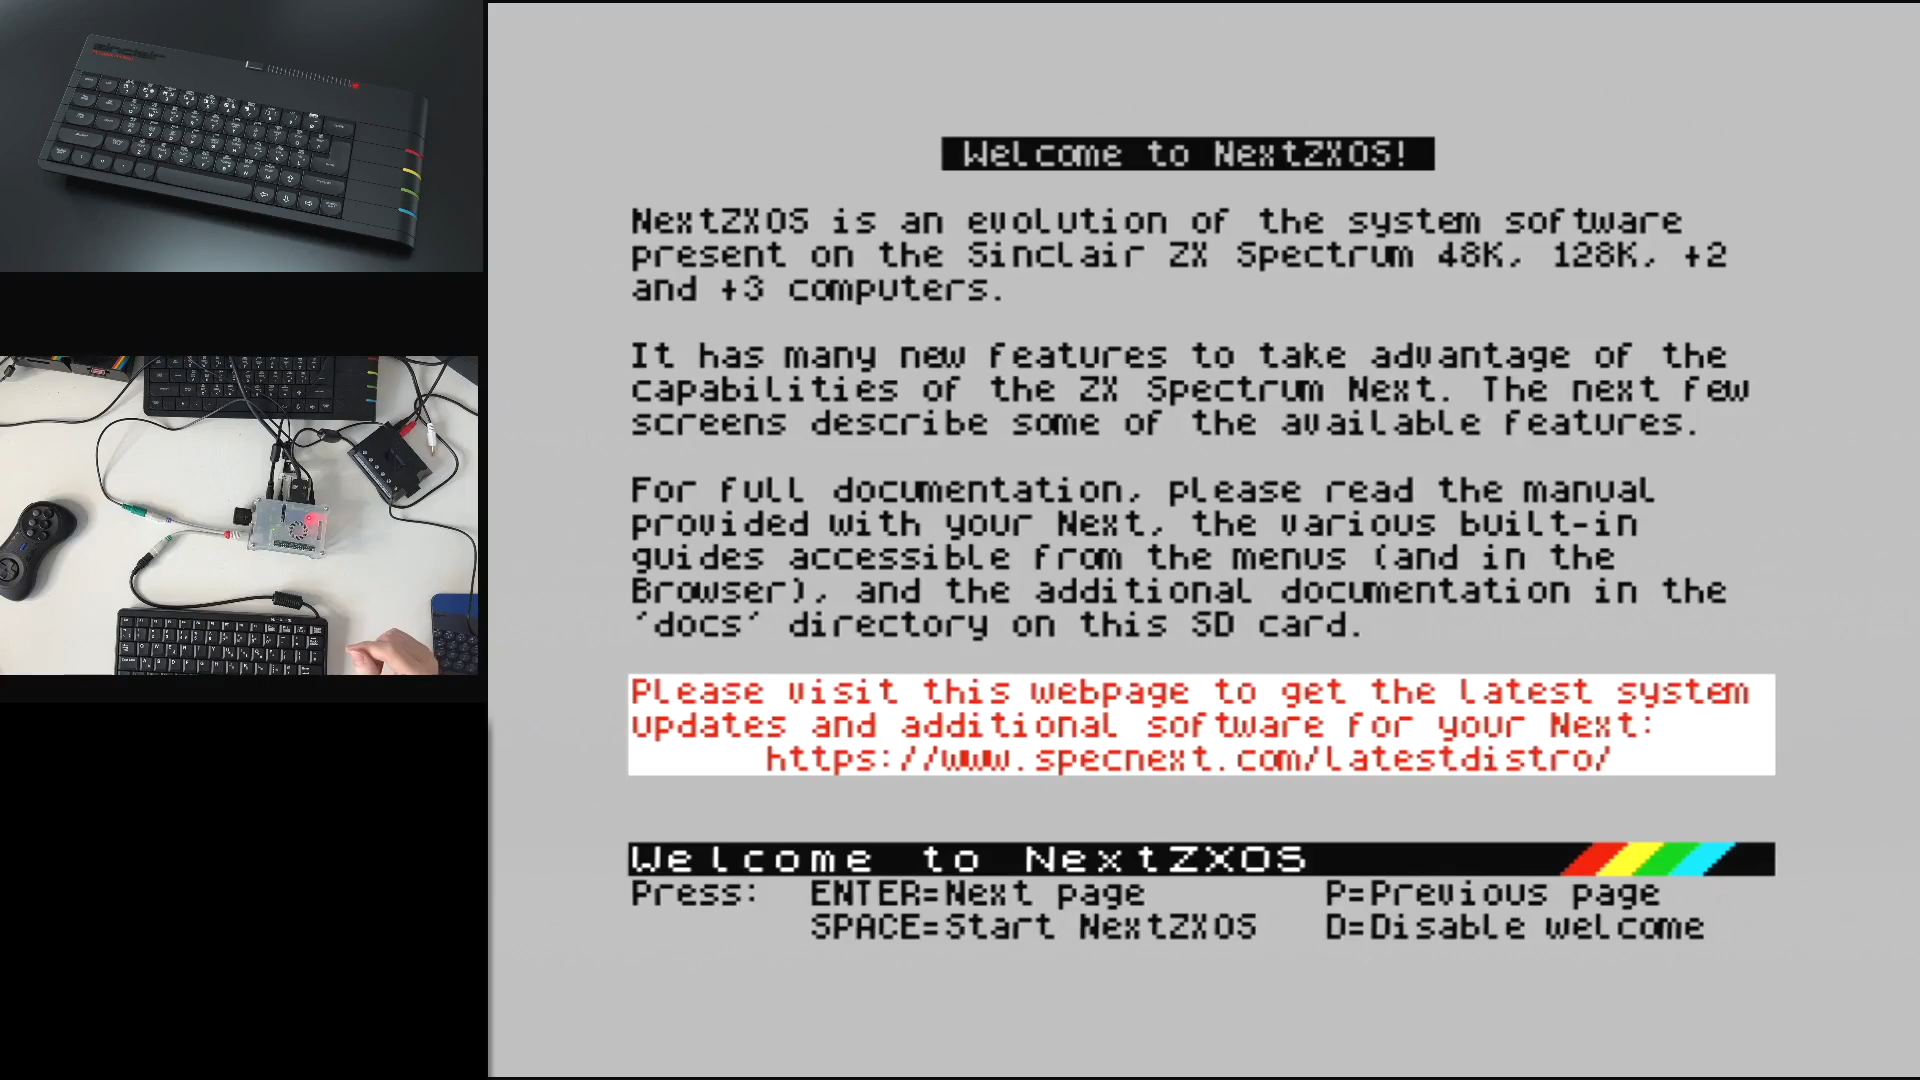 sinclair
Welcome to NextZXOS!
NextZXOS is an evolution of the system software
present on the Sinclair ZX Spectrum 48K, 128K, +2
and +3 computers.
It has many new features to take advantage of the
capabilities of the ZX Spectrum Next. The next few
screens describe some of the available features.
For full documentation, please read the manual
provided with your Next, the various built-in
guides accessible from the menus (and in the
Browser), and the additional documentation in the
'docs' directory on this SD card.
Please visit this webpage to get the latest system
updates and additional software for your Next:
https://www.specnext.com/latestdistro/
Welcome to NextZXOS
Press: ENTER=Next page P=Previous page
SPACE=Start NextZXOS D=Disable welcome